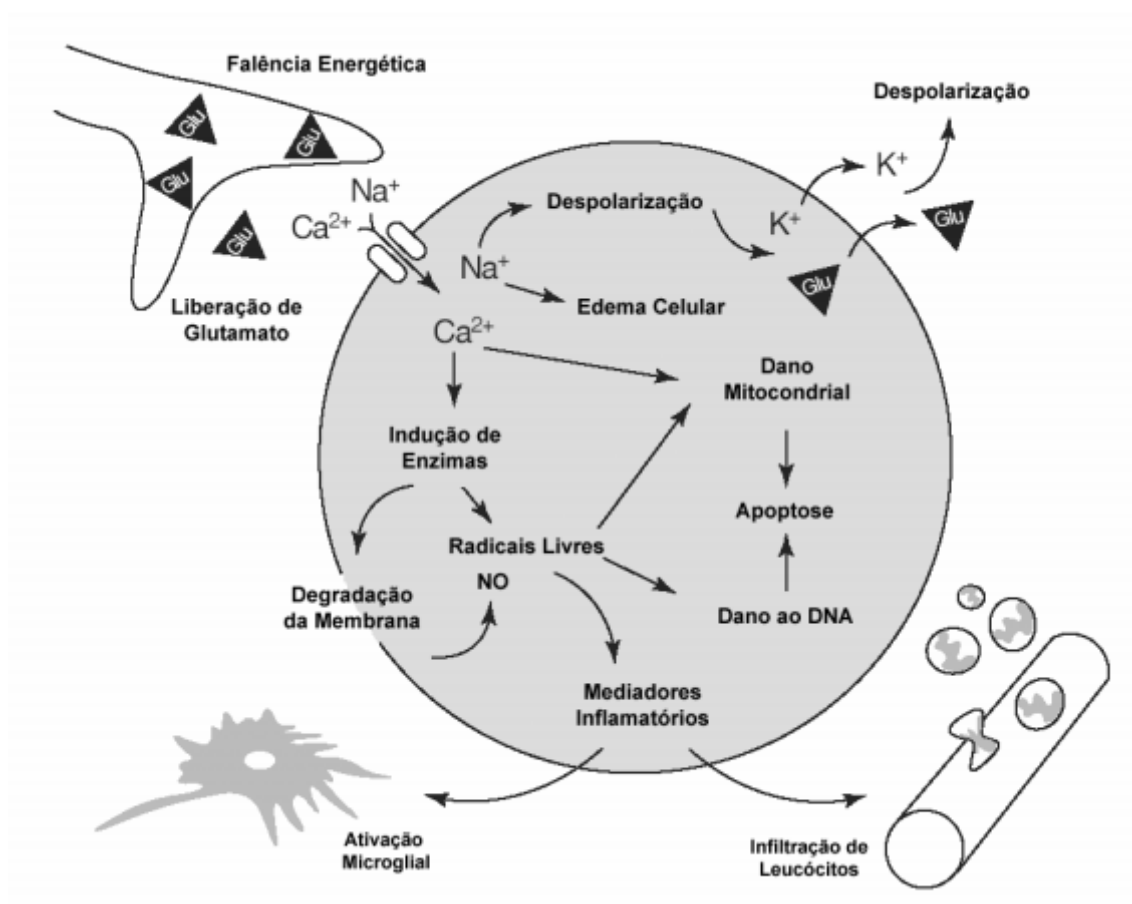 Falência Energética
Despolarização
Glu
Glu
Glu
Glu
Na⁺
Ca²⁺
Liberação de
Glutamato
Despolarização
K⁺
K⁺
Glu
Glu
Na⁺
Edema Celular
Ca²⁺
Dano
Mitocondrial
Indução de
Enzimas
Apoptose
Radicais Livres
NO
Degradação
da Membrana
Dano ao DNA
Mediadores
Inflamatórios
Ativação
Microglial
Infiltração de
Leucócitos